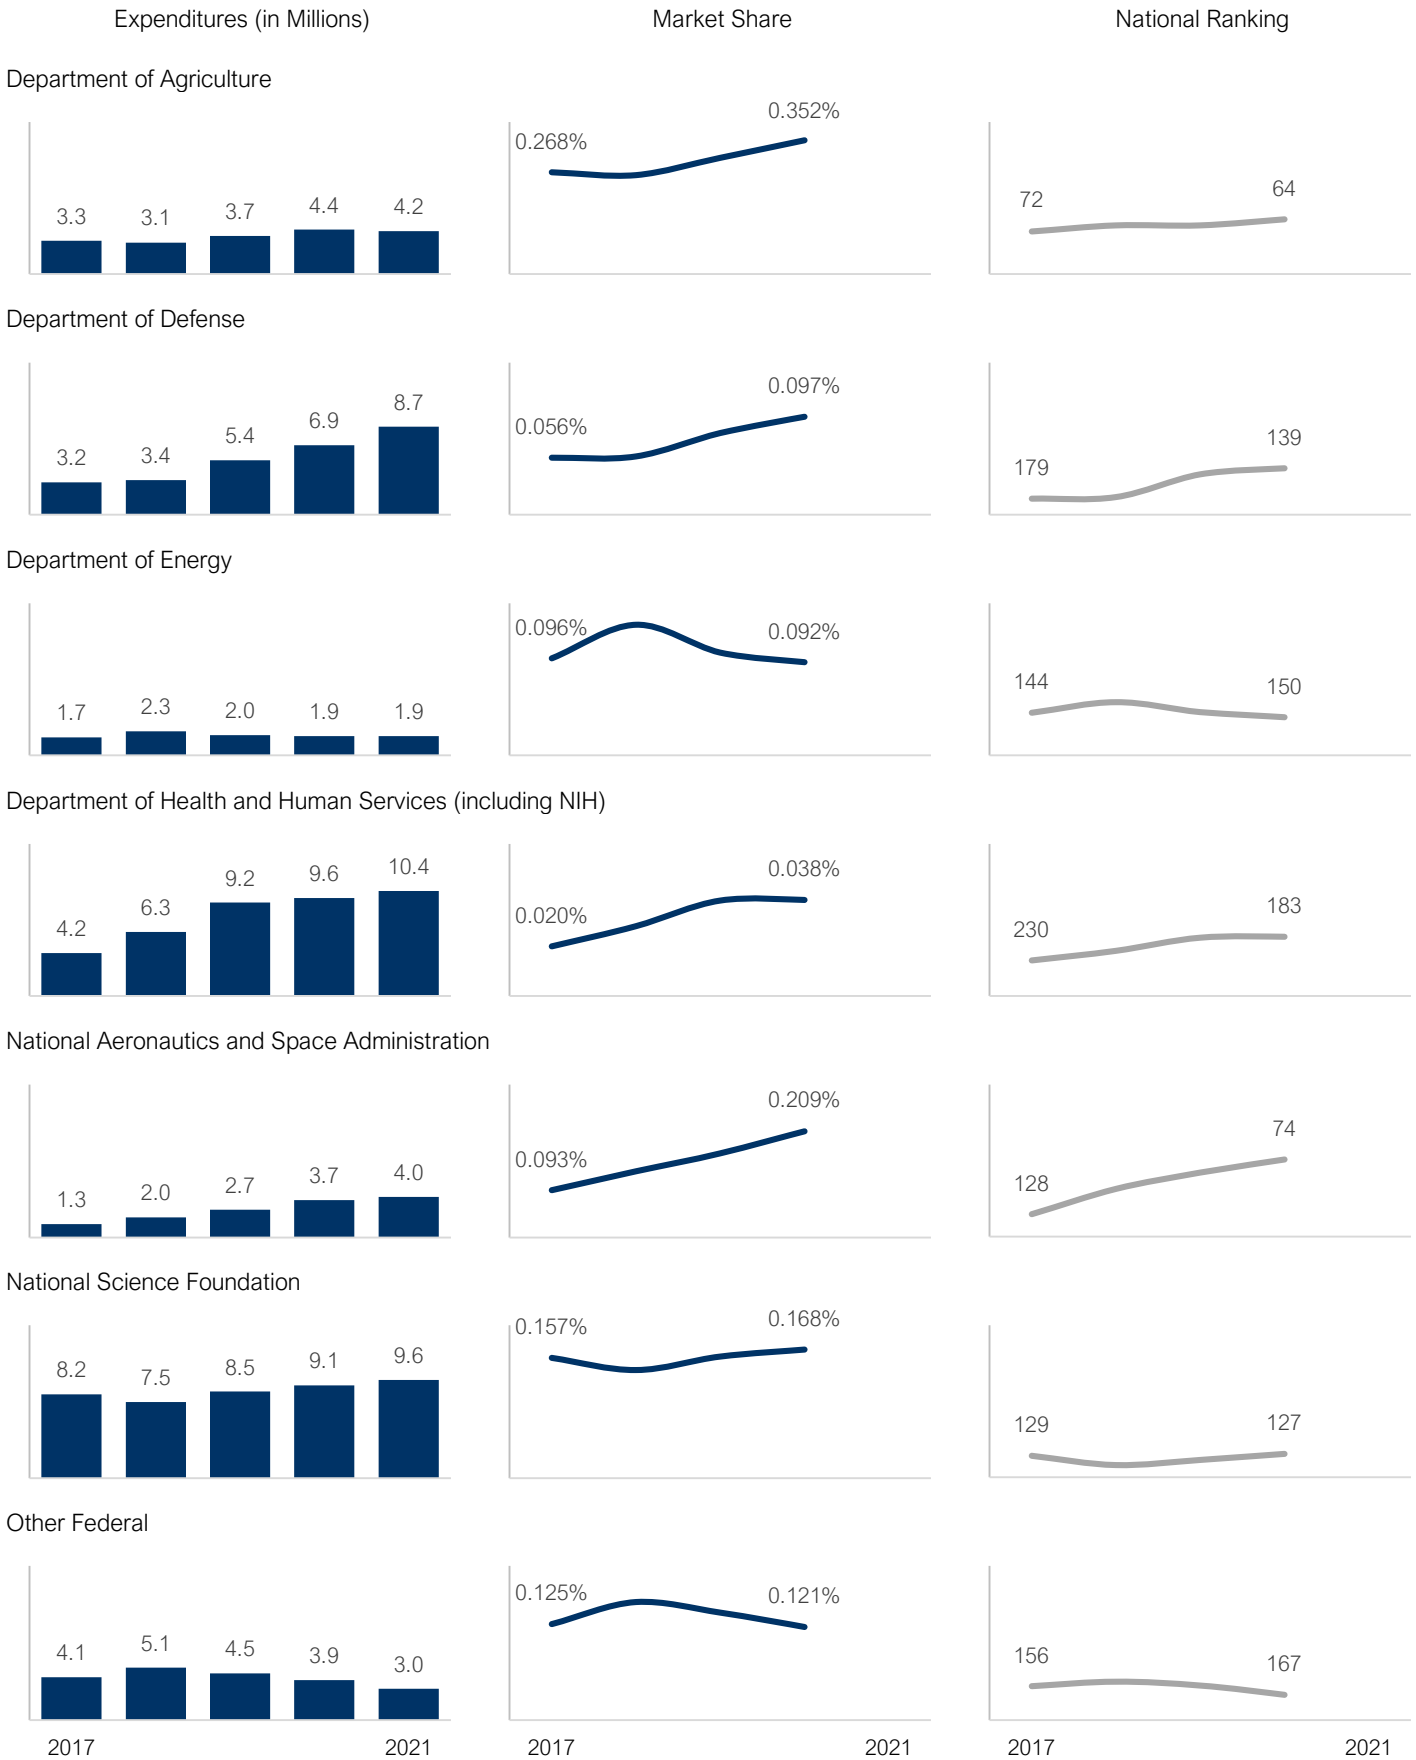 Expenditures (in Millions) Market Share National Ranking
Department of Agriculture
3.3 3.1 3.7 4.4 4.2 0.268% 0.352% 72 64
Department of Defense
3.2 3.4 5.4 6.9 8.7 0.056% 0.097% 179 139
Department of Energy
1.7 2.3 2.0 1.9 1.9 0.096% 0.092% 144 150
Department of Health and Human Services (including NIH)
4.2 6.3 9.2 9.6 10.4 0.020% 0.038% 230 183
National Aeronautics and Space Administration
1.3 2.0 2.7 3.7 4.0 0.093% 0.209% 128 74
National Science Foundation
8.2 7.5 8.5 9.1 9.6 0.157% 0.168% 129 127
Other Federal
4.1 5.1 4.5 3.9 3.0 0.125% 0.121% 156 167
2017 2021 2017 2021 2017 2021